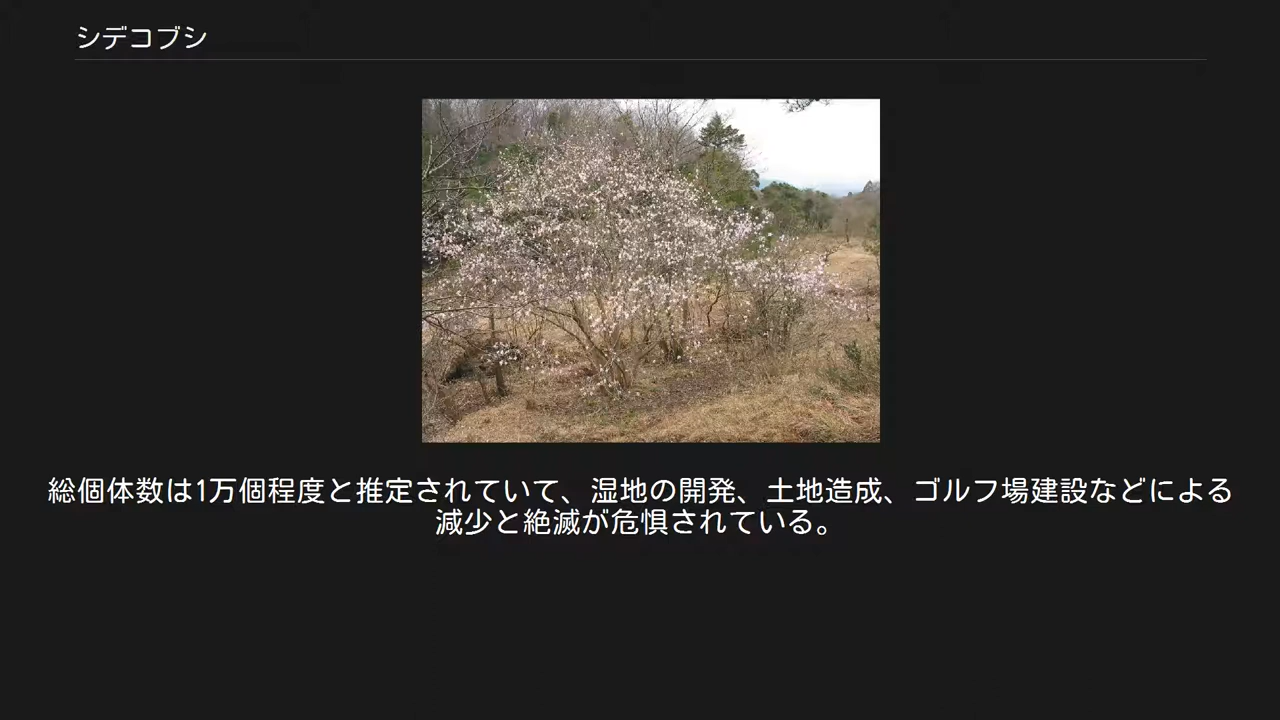 シデコブシ
総個体数は1万個程度と推定されていて、湿地の開発、土地造成、ゴルフ場建設などによる
減少と絶滅が危惧されている。